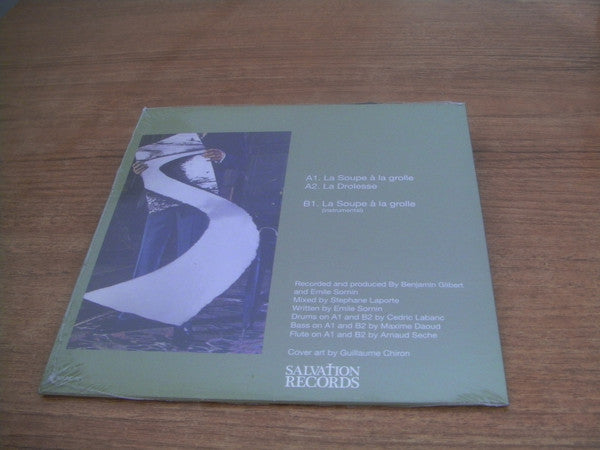 A1. La Soupe à la grolle
A2. La Drolesse
B1. La Soupe à la grolle
(instrumental)
Recorded and produced By Benjamin Glibert
and Emile Sornin
Mixed by Stephane Laporte
Written by Emile Sornin
Drums on A1 and B2 by Cedric Labanc
Bass on A1 and B2 by Maxime Daoud
Flute on A1 and B2 by Arnaud Seche
Cover art by Guillaume Chiron
SALVATION
RECORDS